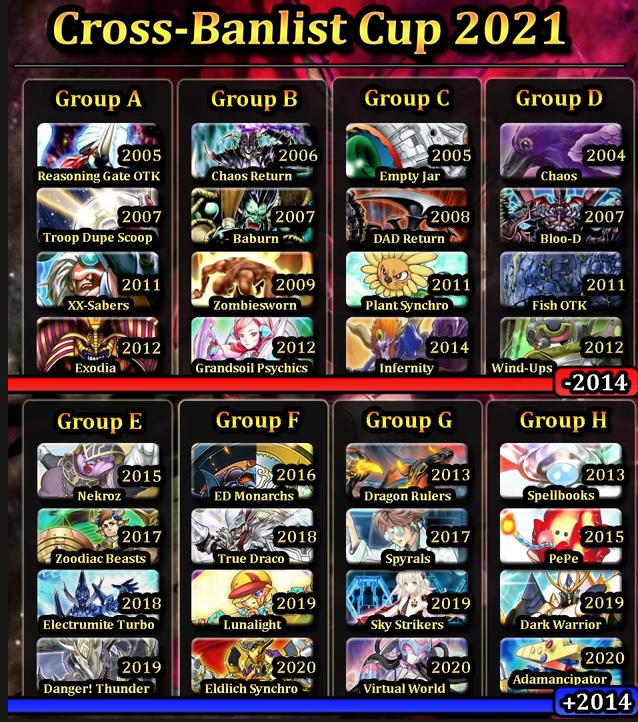 Cross-Banlist Cup 2021
Group A
2005
Reasoning Gate OTK
2007
Troop Dupe Scoop
2011
XX-Sabers
2012
Exodia
Group B
2006
Chaos Return
2007
Baburn
2009
Zombiesworn
2012
Grandsoil Psychics
Group C
2005
Empty Jar
2008
DAD Return
2011
Plant Synchro
2014
Infernity
Group D
2004
Chaos
2007
Bloo-D
2011
Fish OTK
2012
Wind-Ups
-2014
Group E
2015
Nekroz
2017
Zoodiac Beasts
2018
Electrumite Turbo
2019
Danger! Thunder
Group F
2016
ED Monarchs
2018
True Draco
2019
Lunalight
2020
Eldlich Synchro
Group G
2013
Dragon Rulers
2017
Spyrals
2019
Sky Strikers
2020
Virtual World
Group H
2013
Spellbooks
2015
PePe
2019
Dark Warrior
2020
Adamancipator
+2014